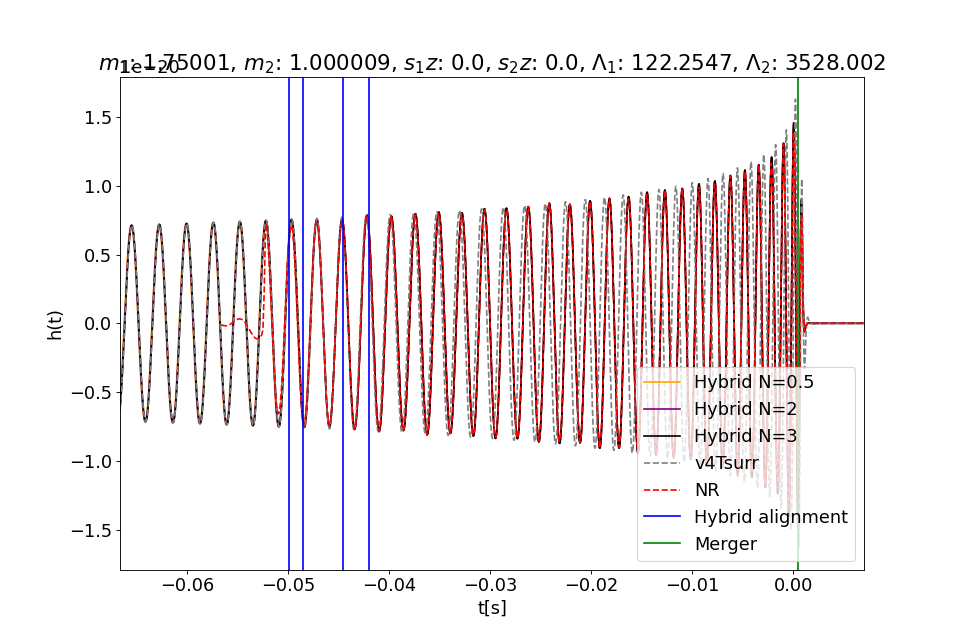 m₁: 1.75001, m₂: 1.000009, s₁z: 0.0, s₂z: 0.0, Λ₁: 122.2547, Λ₂: 3528.002
1e−20
1.5
1.0
0.5
0.0
−0.5
−1.0
−1.5
h(t)
Hybrid N=0.5
Hybrid N=2
Hybrid N=3
v4Tsurr
NR
Hybrid alignment
Merger
−0.06 −0.05 −0.04 −0.03 −0.02 −0.01 0.00
t[s]